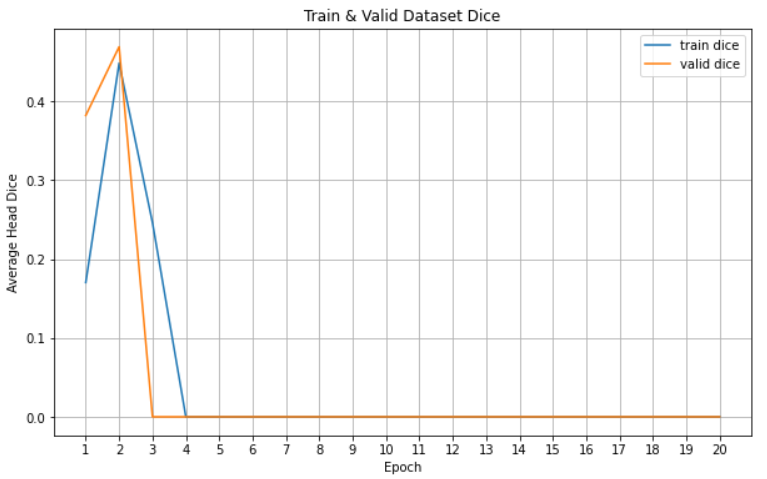 Train & Valid Dataset Dice
train dice
valid dice
Average Head Dice
0.4
0.3
0.2
0.1
0.0
1 2 3 4 5 6 7 8 9 10 11 12 13 14 15 16 17 18 19 20
Epoch